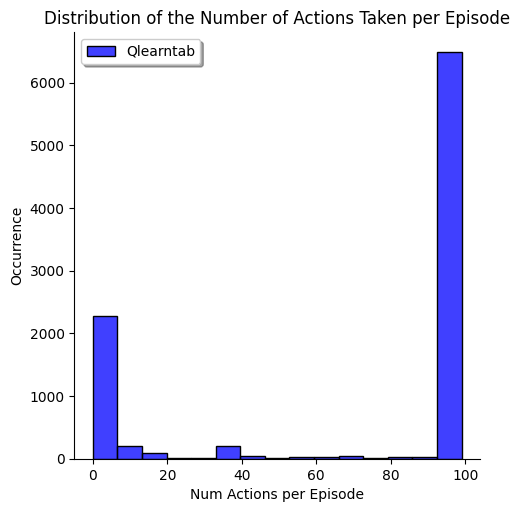 Distribution of the Number of Actions Taken per Episode
Qlearntab
6000
5000
4000
3000
2000
1000
0
Occurrence
0 20 40 60 80 100
Num Actions per Episode